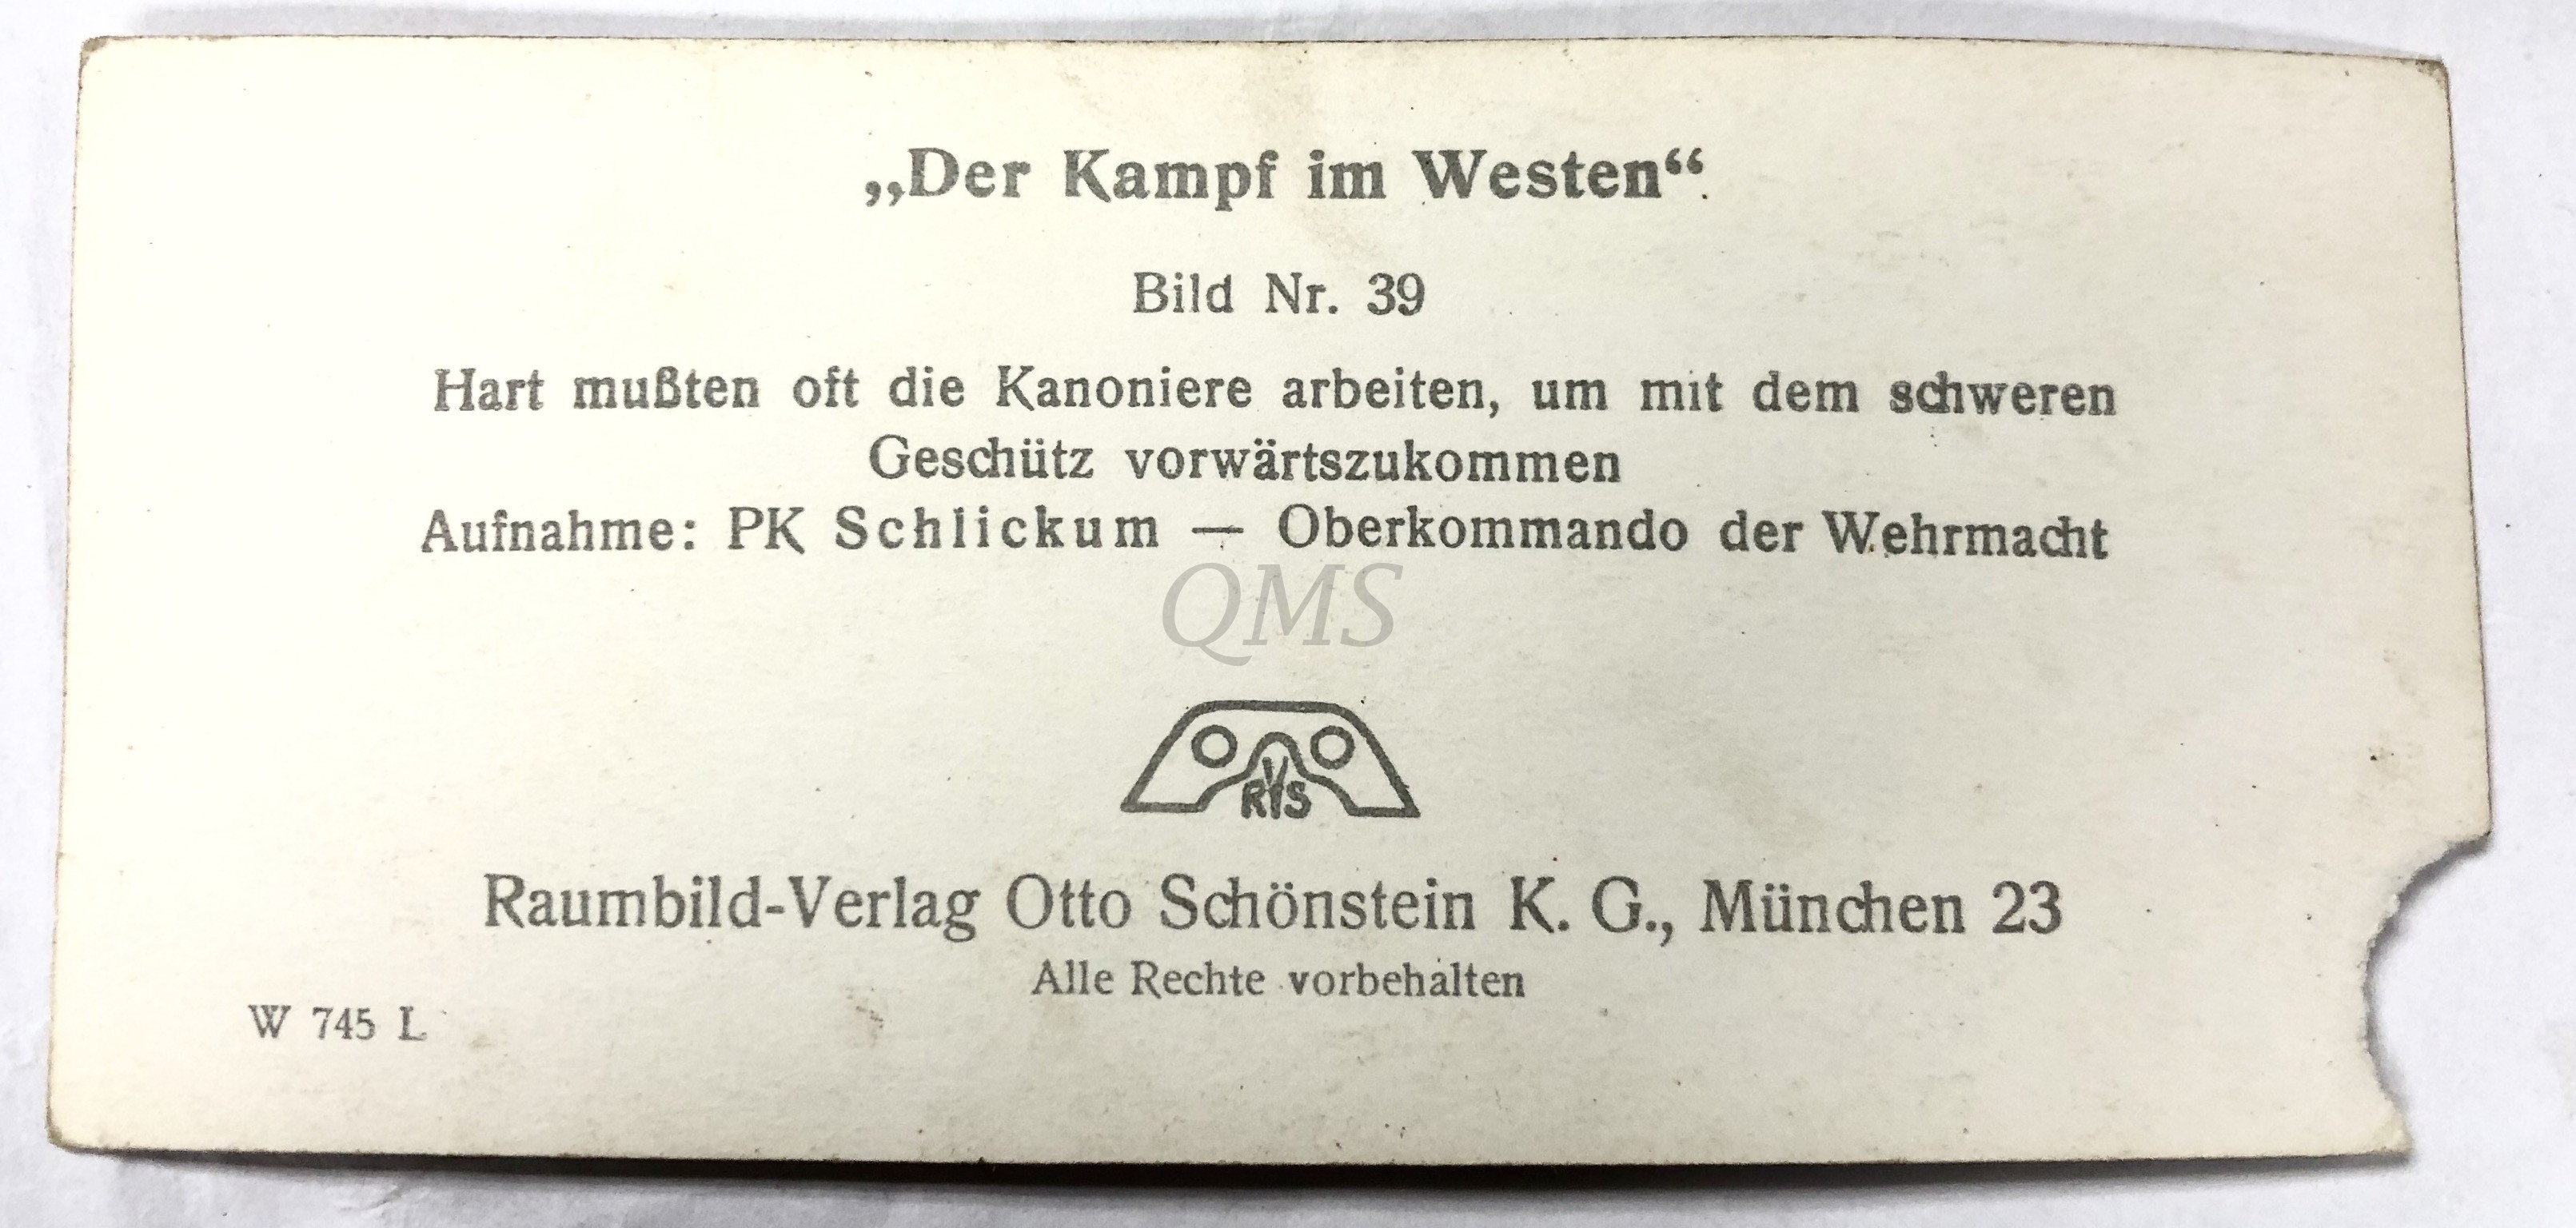 „Der Kampf im Westen“
Bild Nr. 39
Hart mußten oft die Kanoniere arbeiten, um mit dem schweren
Geschütz vorwärtszukommen
Aufnahme: PK Schlickum — Oberkommando der Wehrmacht
QMS
RVS
Raumbild-Verlag Otto Schönstein K. G., München 23
Alle Rechte vorbehalten
W 745 L